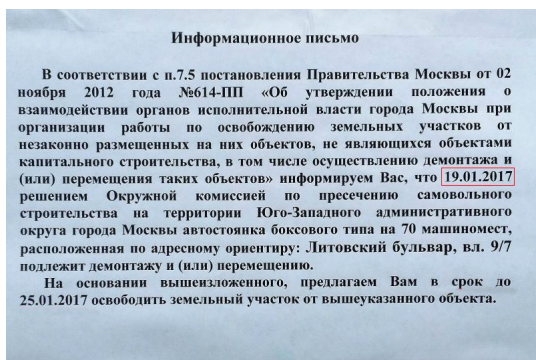 Информационное письмо
В соответствии с п.7.5 постановления Правительства Москвы от 02
ноября 2012 года №614-ПП «Об утверждении положения о
взаимодействии органов исполнительной власти города Москвы при
организации работы по освобождению земельных участков от
незаконно размещенных на них объектов, не являющихся объектами
капитального строительства, в том числе осуществлению демонтажа и
(или) перемещения таких объектов» информируем Вас, что 19.01.2017
решением Окружной комиссией по пресечению самовольного
строительства на территории Юго-Западного административного
округа города Москвы автостоянка боксового типа на 70 машиномест,
расположенная по адресному ориентиру: Литовский бульвар, вл. 9/7
подлежит демонтажу и (или) перемещению.
На основании вышеизложенного, предлагаем Вам в срок до
25.01.2017 освободить земельный участок от вышеуказанного объекта.